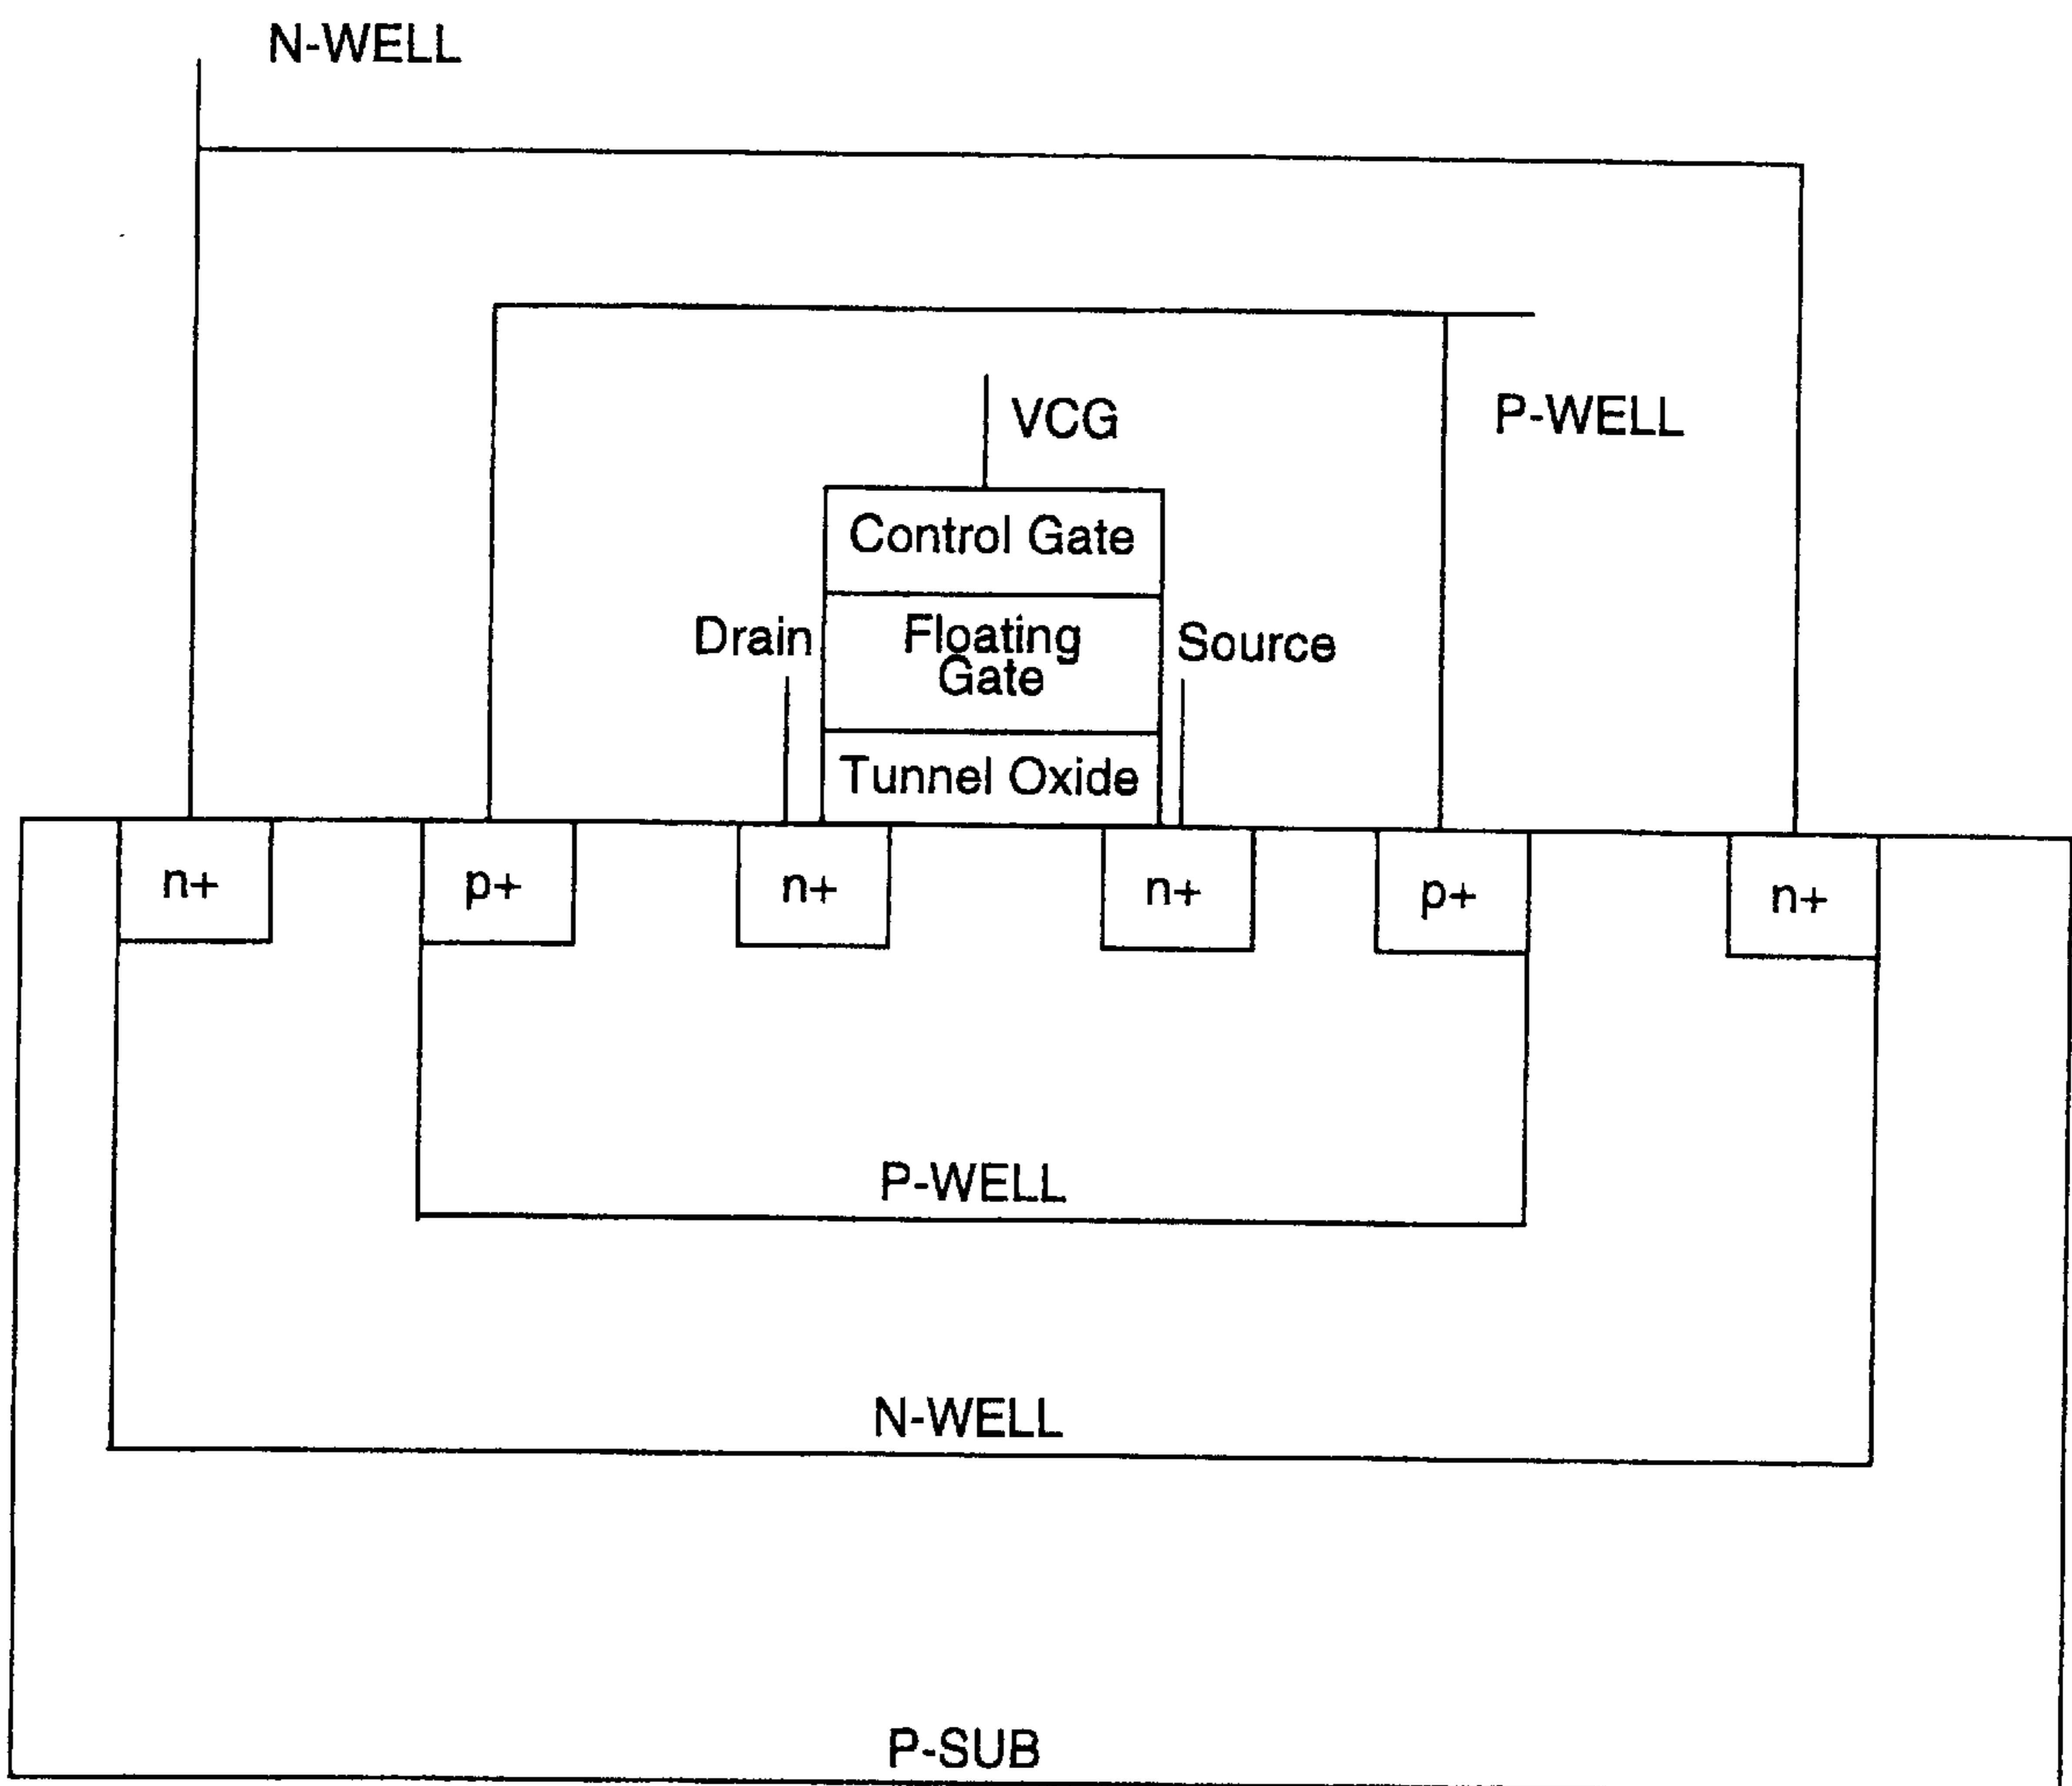 N-WELL
VCG
P-WELL
Control Gate
Drain
Floating
Gate
Source
Tunnel Oxide
n+
p+
n+
n+
p+
n+
P-WELL
N-WELL
P-SUB